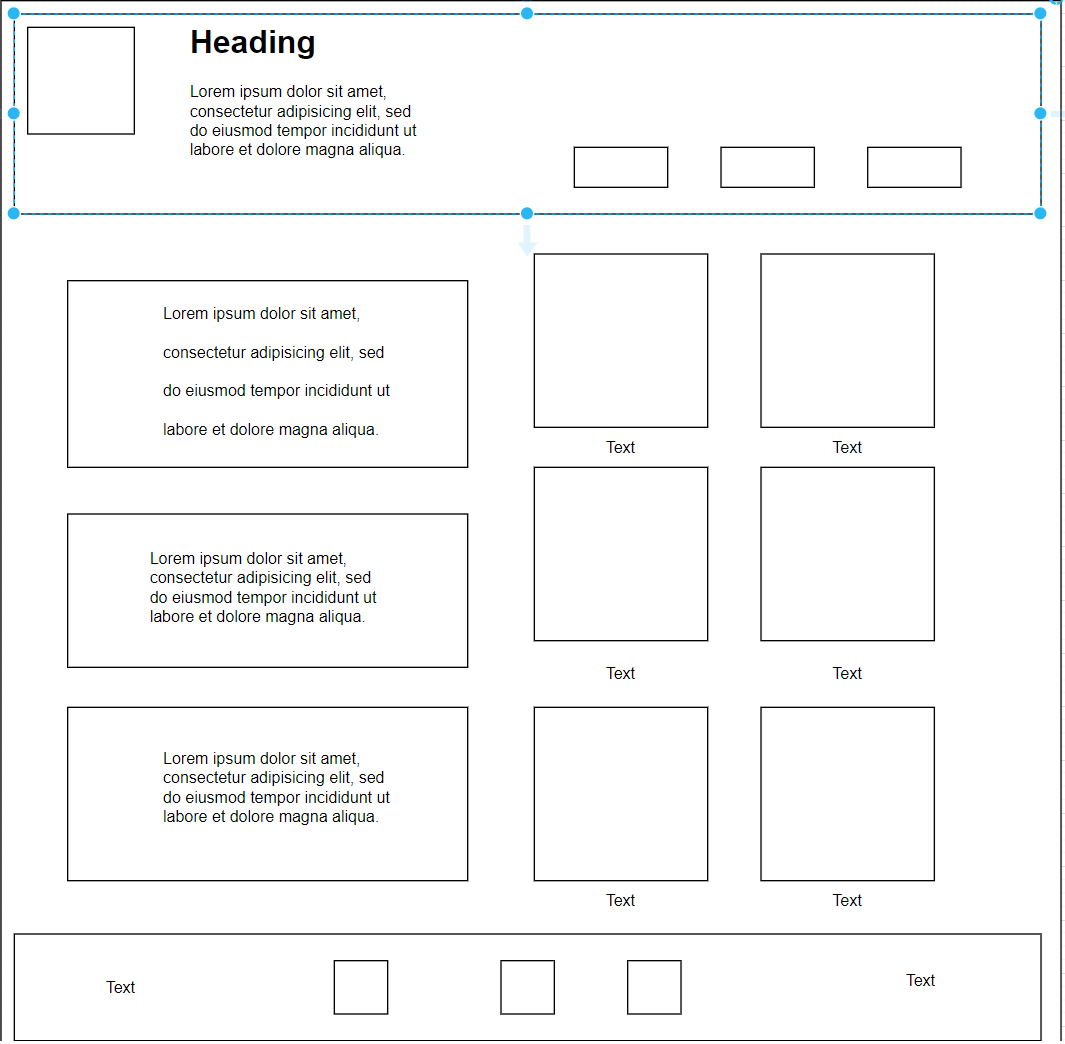 Heading
Lorem ipsum dolor sit amet,
consectetur adipisicing elit, sed
do eiusmod tempor incididunt ut
labore et dolore magna aliqua.
Lorem ipsum dolor sit amet,
consectetur adipisicing elit, sed
do eiusmod tempor incididunt ut
labore et dolore magna aliqua.
Lorem ipsum dolor sit amet,
consectetur adipisicing elit, sed
do eiusmod tempor incididunt ut
labore et dolore magna aliqua.
Lorem ipsum dolor sit amet,
consectetur adipisicing elit, sed
do eiusmod tempor incididunt ut
labore et dolore magna aliqua.
Text
Text
Text
Text
Text
Text
Text
Text